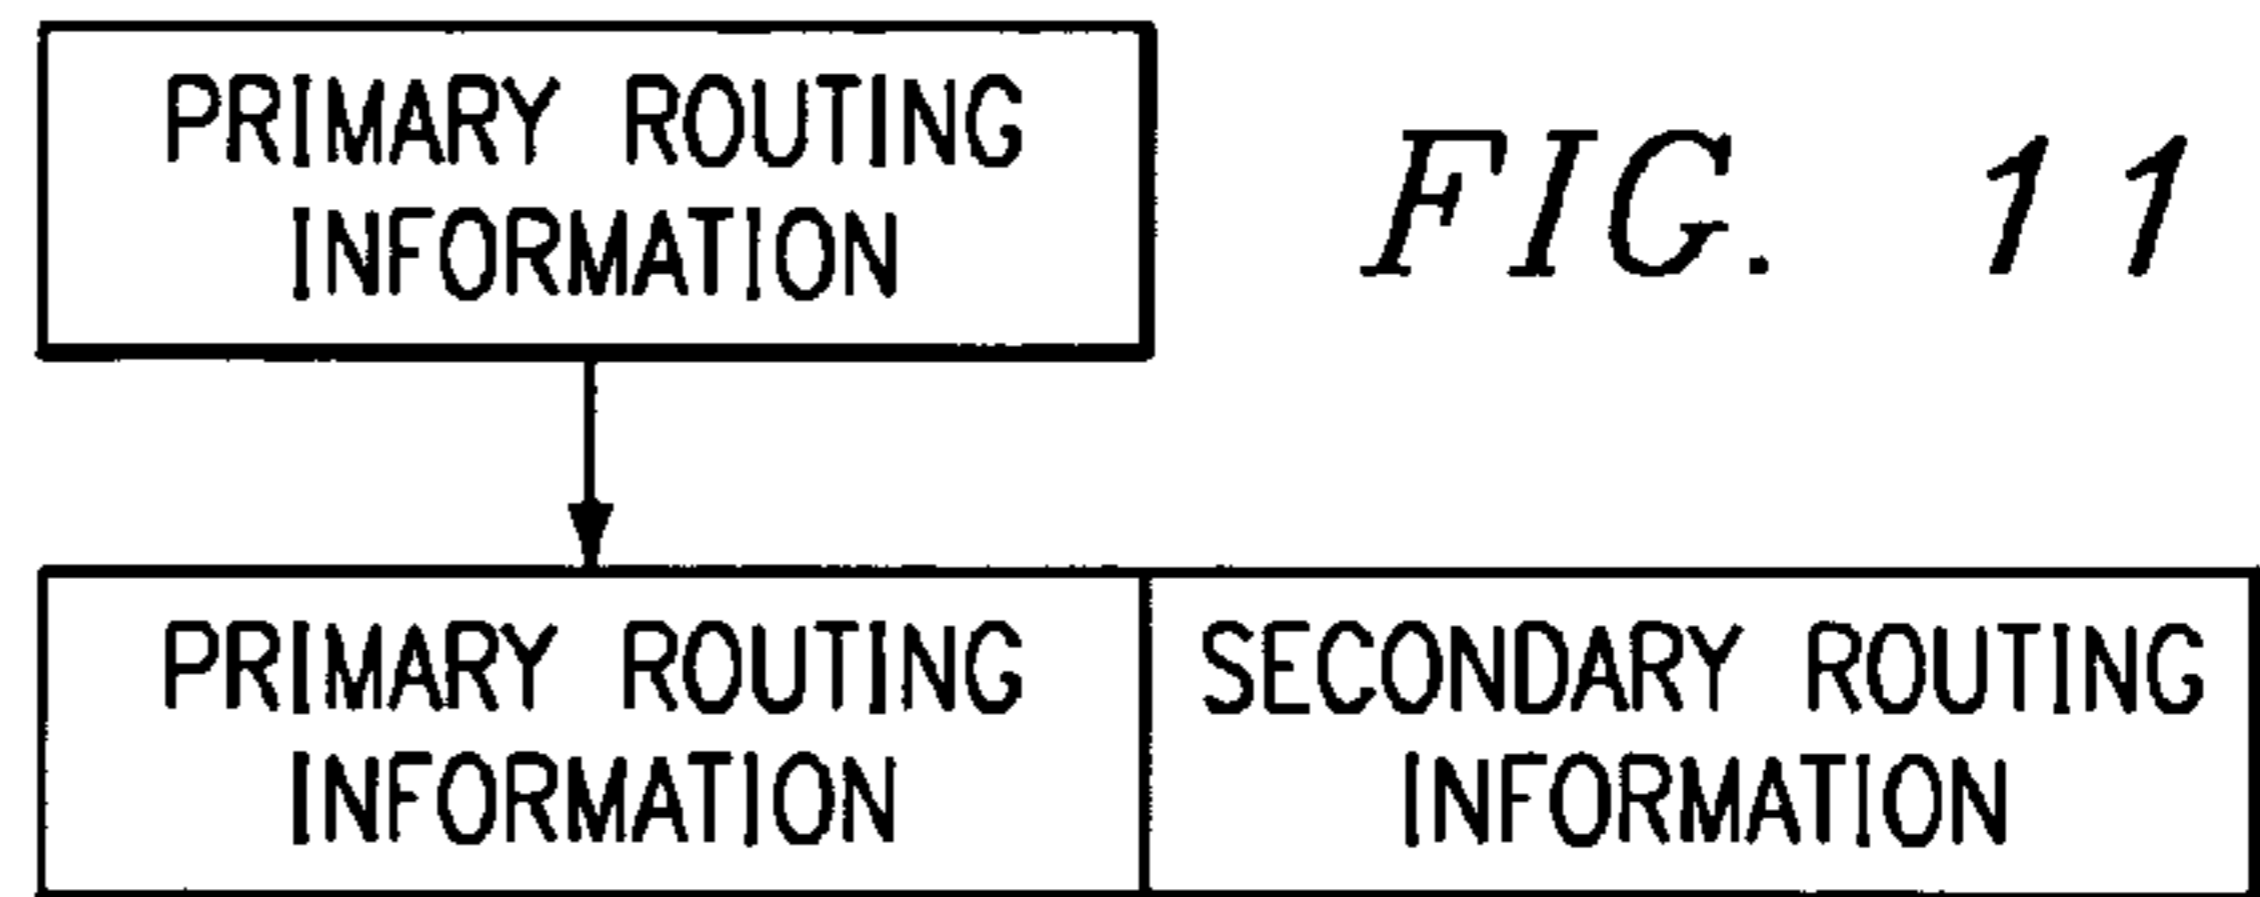 PRIMARY ROUTING
INFORMATION
FIG. 11
PRIMARY ROUTING
INFORMATION
SECONDARY ROUTING
INFORMATION